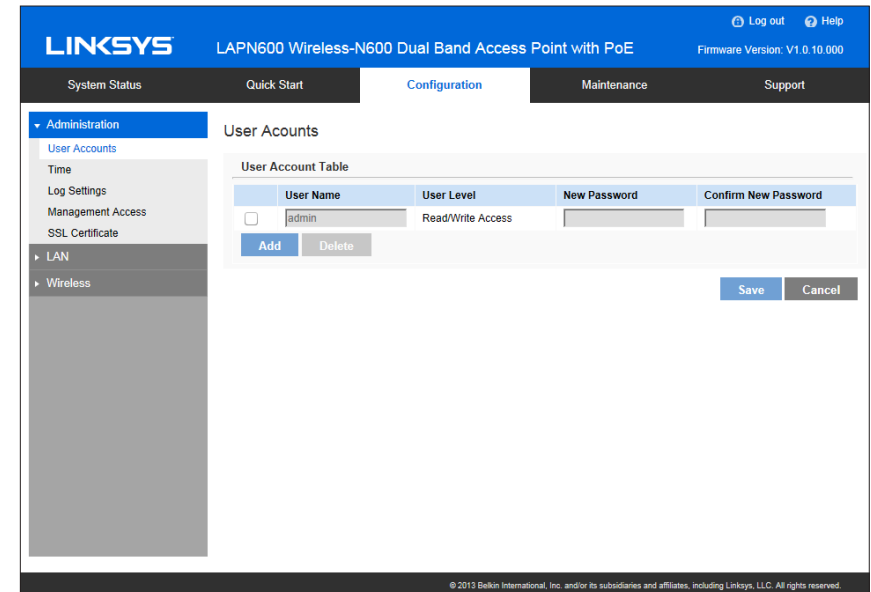 Log out Help
LINKSYS LAPN600 Wireless-N600 Dual Band Access Point with PoE Firmware Version: V1.0.10.000
System Status Quick Start Configuration Maintenance Support
Administration
User Accounts
Time
Log Settings
Management Access
SSL Certificate
LAN
Wireless
User Acounts
User Account Table
User Name User Level New Password Confirm New Password
admin Read/Write Access
Add Delete
Save Cancel
© 2013 Belkin International, Inc. and/or its subsidiaries and affiliates, including Linksys, LLC. All rights reserved.